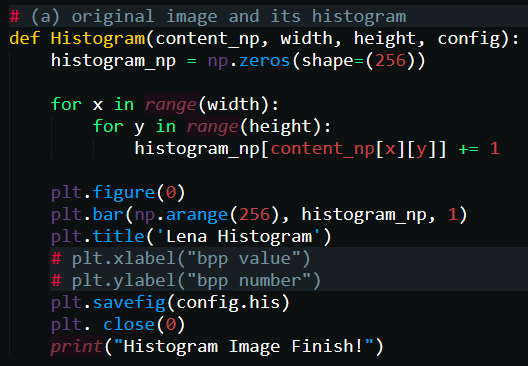 # (a) original image and its histogram
def Histogram(content_np, width, height, config):
    histogram_np = np.zeros(shape=(256))

    for x in range(width):
        for y in range(height):
            histogram_np[content_np[x][y]] += 1

    plt.figure(0)
    plt.bar(np.arange(256), histogram_np, 1)
    plt.title('Lena Histogram')
    # plt.xlabel("bpp value")
    # plt.ylabel("bpp number")
    plt.savefig(config.his)
    plt. close(0)
    print("Histogram Image Finish!")